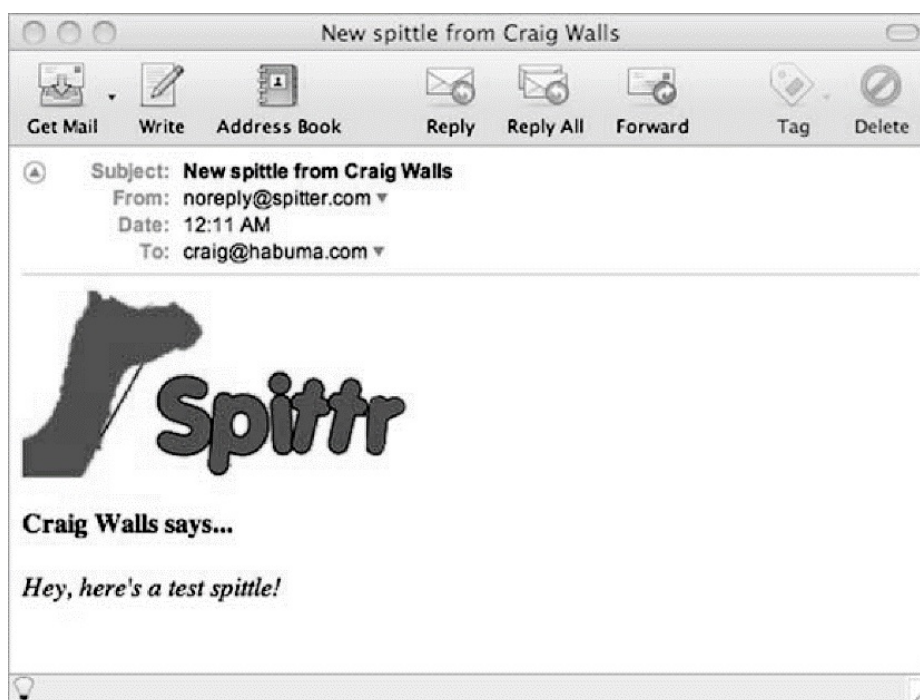 New spittle from Craig Walls
Get Mail Write Address Book Reply Reply All Forward Tag Delete
Subject: New spittle from Craig Walls
From: noreply@spitter.com
Date: 12:11 AM
To: craig@habuma.com
Spittr
Craig Walls says...
Hey, here's a test spittle!